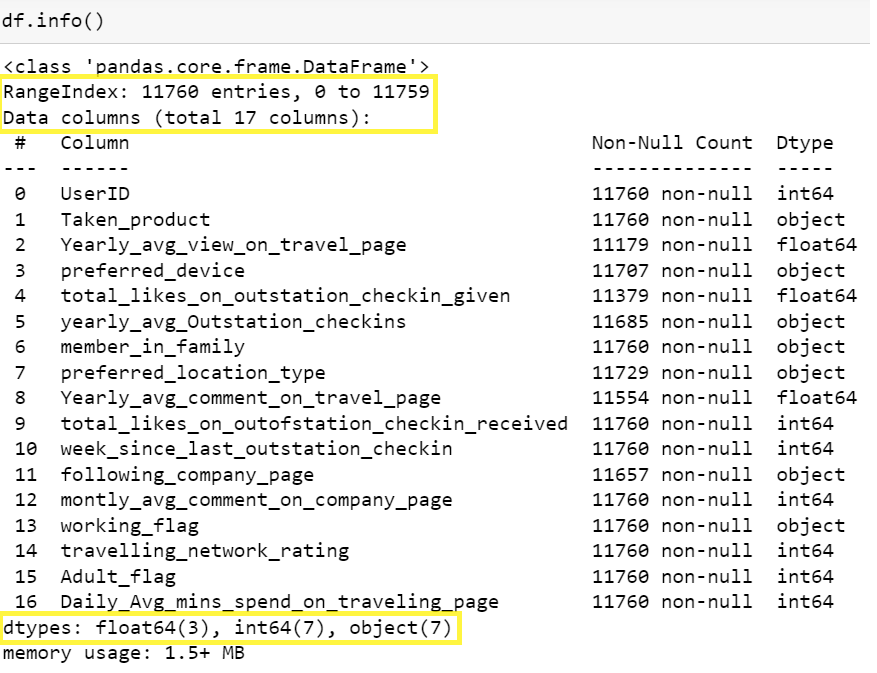 df.info()
<class 'pandas.core.frame.DataFrame'>
RangeIndex: 11760 entries, 0 to 11759
Data columns (total 17 columns):
 #   Column                                        Non-Null Count  Dtype
---  ------                                        --------------  -----
 0   UserID                                        11760 non-null  int64
 1   Taken_product                                 11760 non-null  object
 2   Yearly_avg_view_on_travel_page                11179 non-null  float64
 3   preferred_device                              11707 non-null  object
 4   total_likes_on_outstation_checkin_given       11379 non-null  float64
 5   yearly_avg_Outstation_checkins                11685 non-null  object
 6   member_in_family                              11760 non-null  object
 7   preferred_location_type                       11729 non-null  object
 8   Yearly_avg_comment_on_travel_page             11554 non-null  float64
 9   total_likes_on_outofstation_checkin_received  11760 non-null  int64
 10  week_since_last_outstation_checkin            11760 non-null  int64
 11  following_company_page                        11657 non-null  object
 12  montly_avg_comment_on_company_page            11760 non-null  int64
 13  working_flag                                  11760 non-null  object
 14  travelling_network_rating                     11760 non-null  int64
 15  Adult_flag                                    11760 non-null  int64
 16  Daily_Avg_mins_spend_on_traveling_page        11760 non-null  int64
dtypes: float64(3), int64(7), object(7)
memory usage: 1.5+ MB